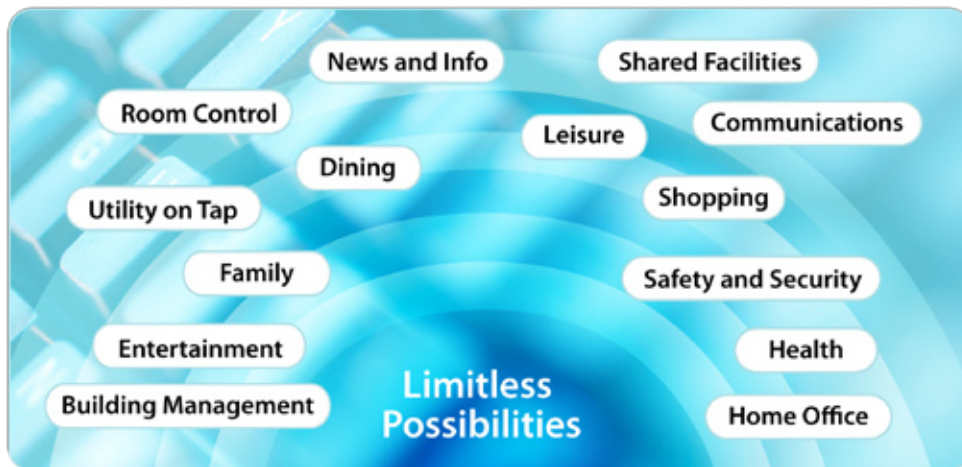 News and Info
Shared Facilities
Room Control
Communications
Leisure
Dining
Shopping
Utility on Tap
Family
Safety and Security
Entertainment
Health
Building Management
Home Office
Limitless
Possibilities